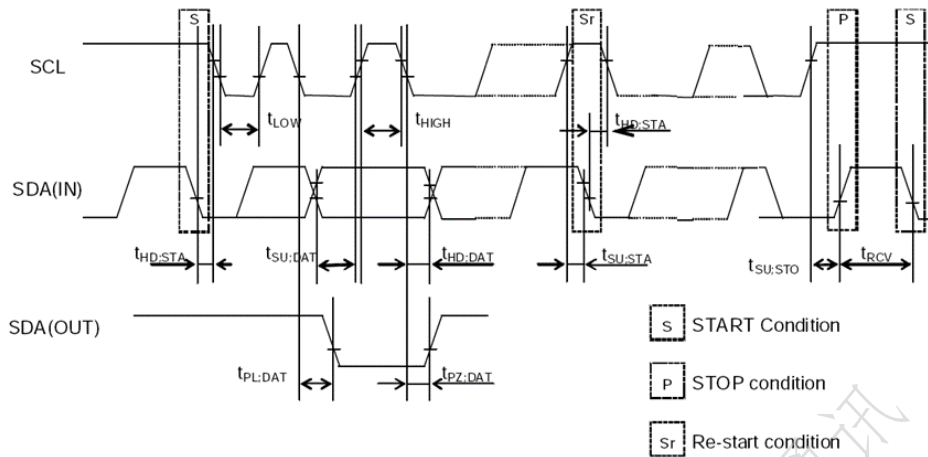 S Sr P S
SCL
tLOW tHIGH tHD;STA
SDA(IN)
tHD;STA tSU;DAT tHD;DAT tSU;STA tSU;STO tRCV
SDA(OUT)
tPL;DAT tPZ;DAT
S START Condition
P STOP condition
Sr Re-start condition
讯